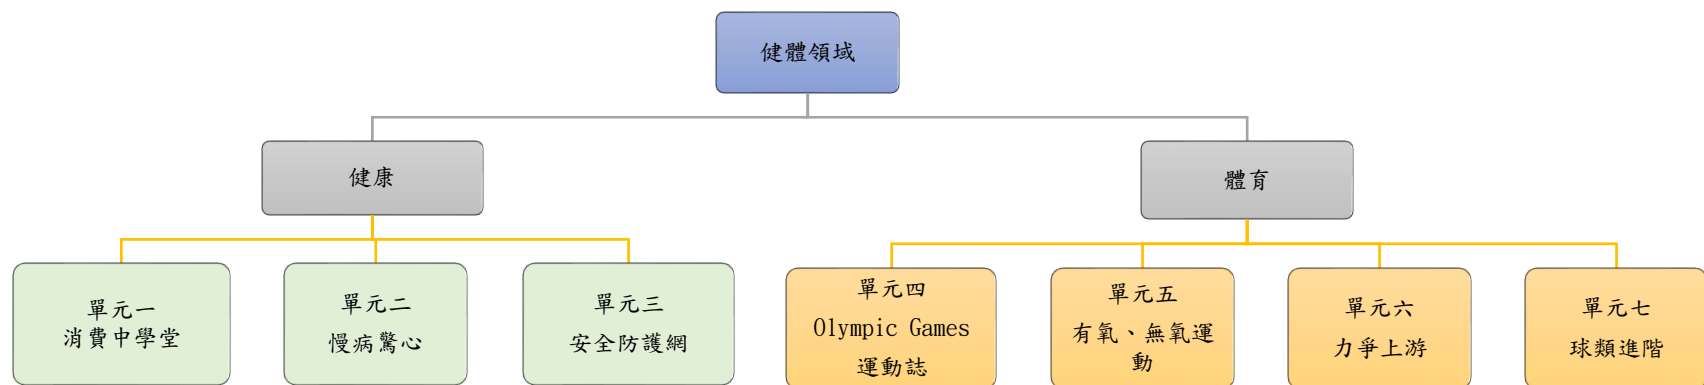 健體領域
健康
體育
單元一
消費中學堂
單元二
慢病驚心
單元三
安全防護網
單元四
Olympic Games
運動誌
單元五
有氧、無氧運
動
單元六
力爭上游
單元七
球類進階